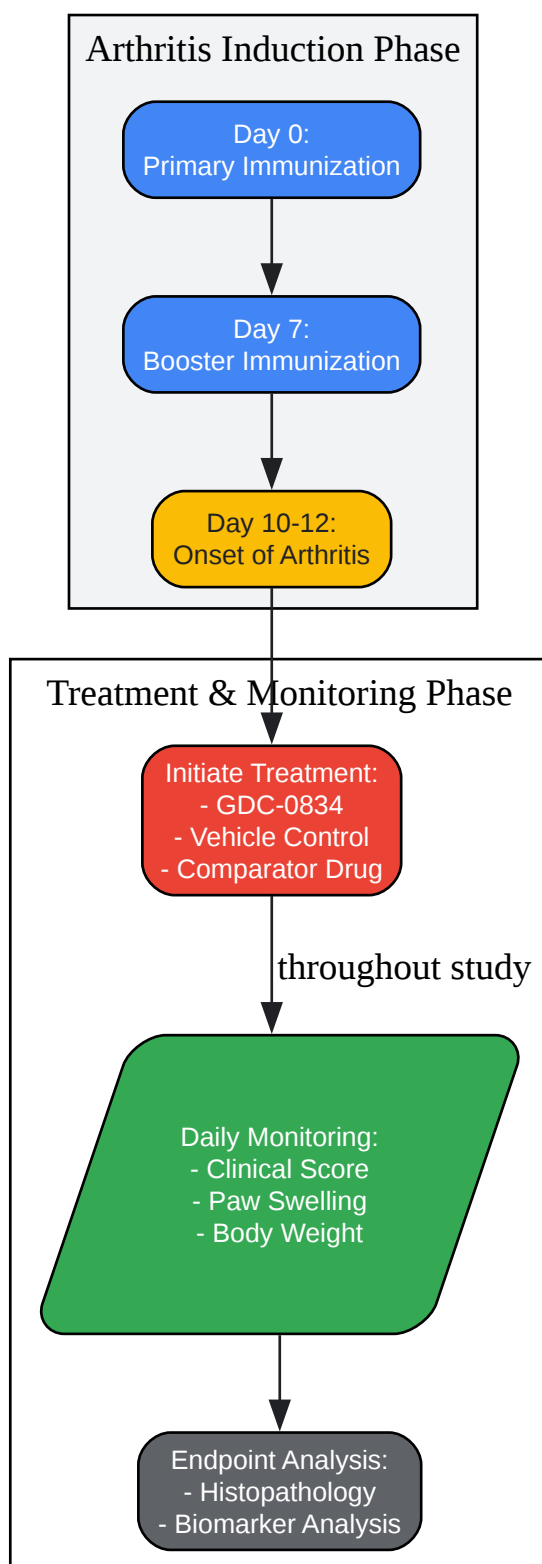 Arthritis Induction Phase
Day 0:
Primary Immunization
Day 7:
Booster Immunization
Day 10-12:
Onset of Arthritis
Treatment & Monitoring Phase
Initiate Treatment:
- GDC-0834
- Vehicle Control
- Comparator Drug
throughout study
Daily Monitoring:
- Clinical Score
- Paw Swelling
- Body Weight
Endpoint Analysis:
- Histopathology
- Biomarker Analysis